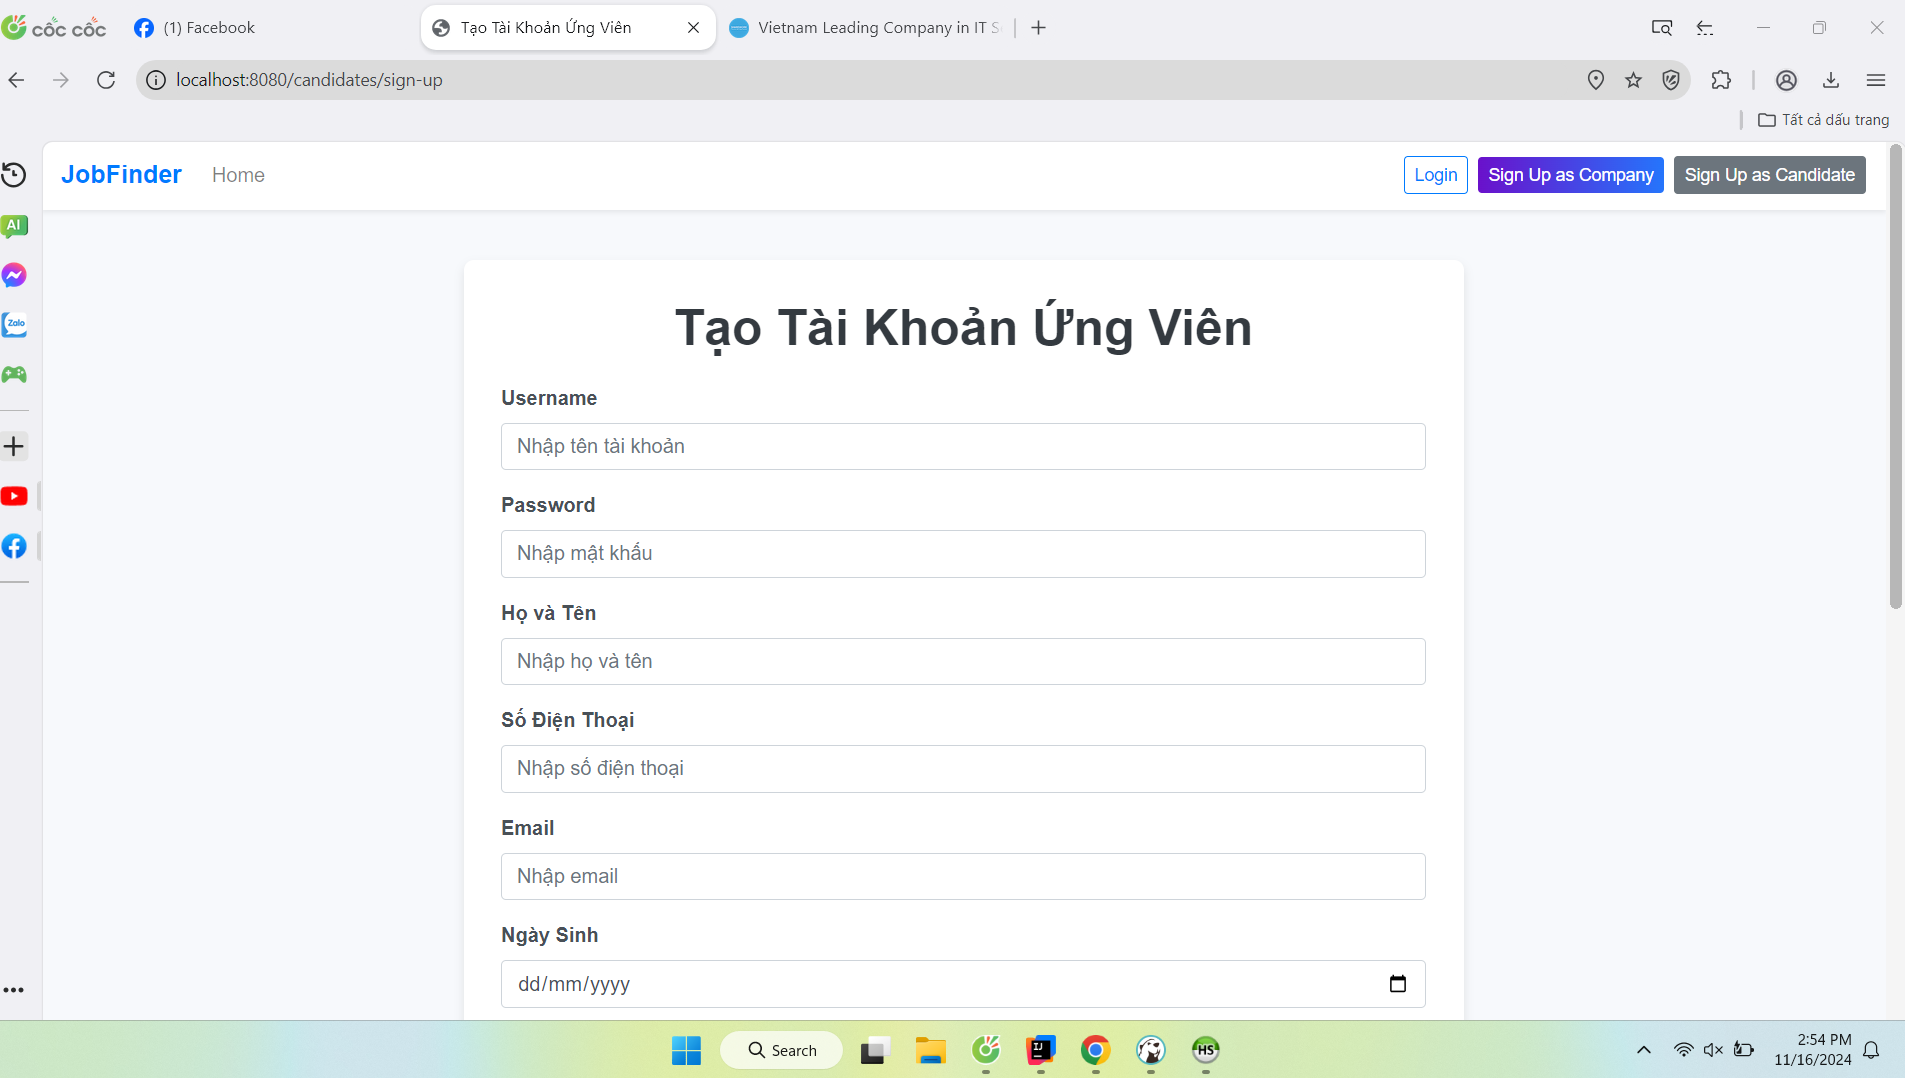 cốc cốc
(1) Facebook
Tạo Tài Khoản Ứng Viên
Vietnam Leading Company in IT S
localhost:8080/candidates/sign-up
Tất cả dấu trang
JobFinder
Home
Login
Sign Up as Company
Sign Up as Candidate
AI
Zalo
Tạo Tài Khoản Ứng Viên
Username
Nhập tên tài khoản
Password
Nhập mật khẩu
Họ và Tên
Nhập họ và tên
Số Điện Thoại
Nhập số điện thoại
Email
Nhập email
Ngày Sinh
dd/mm/yyyy
Search
IJ
HS
2:54 PM
11/16/2024